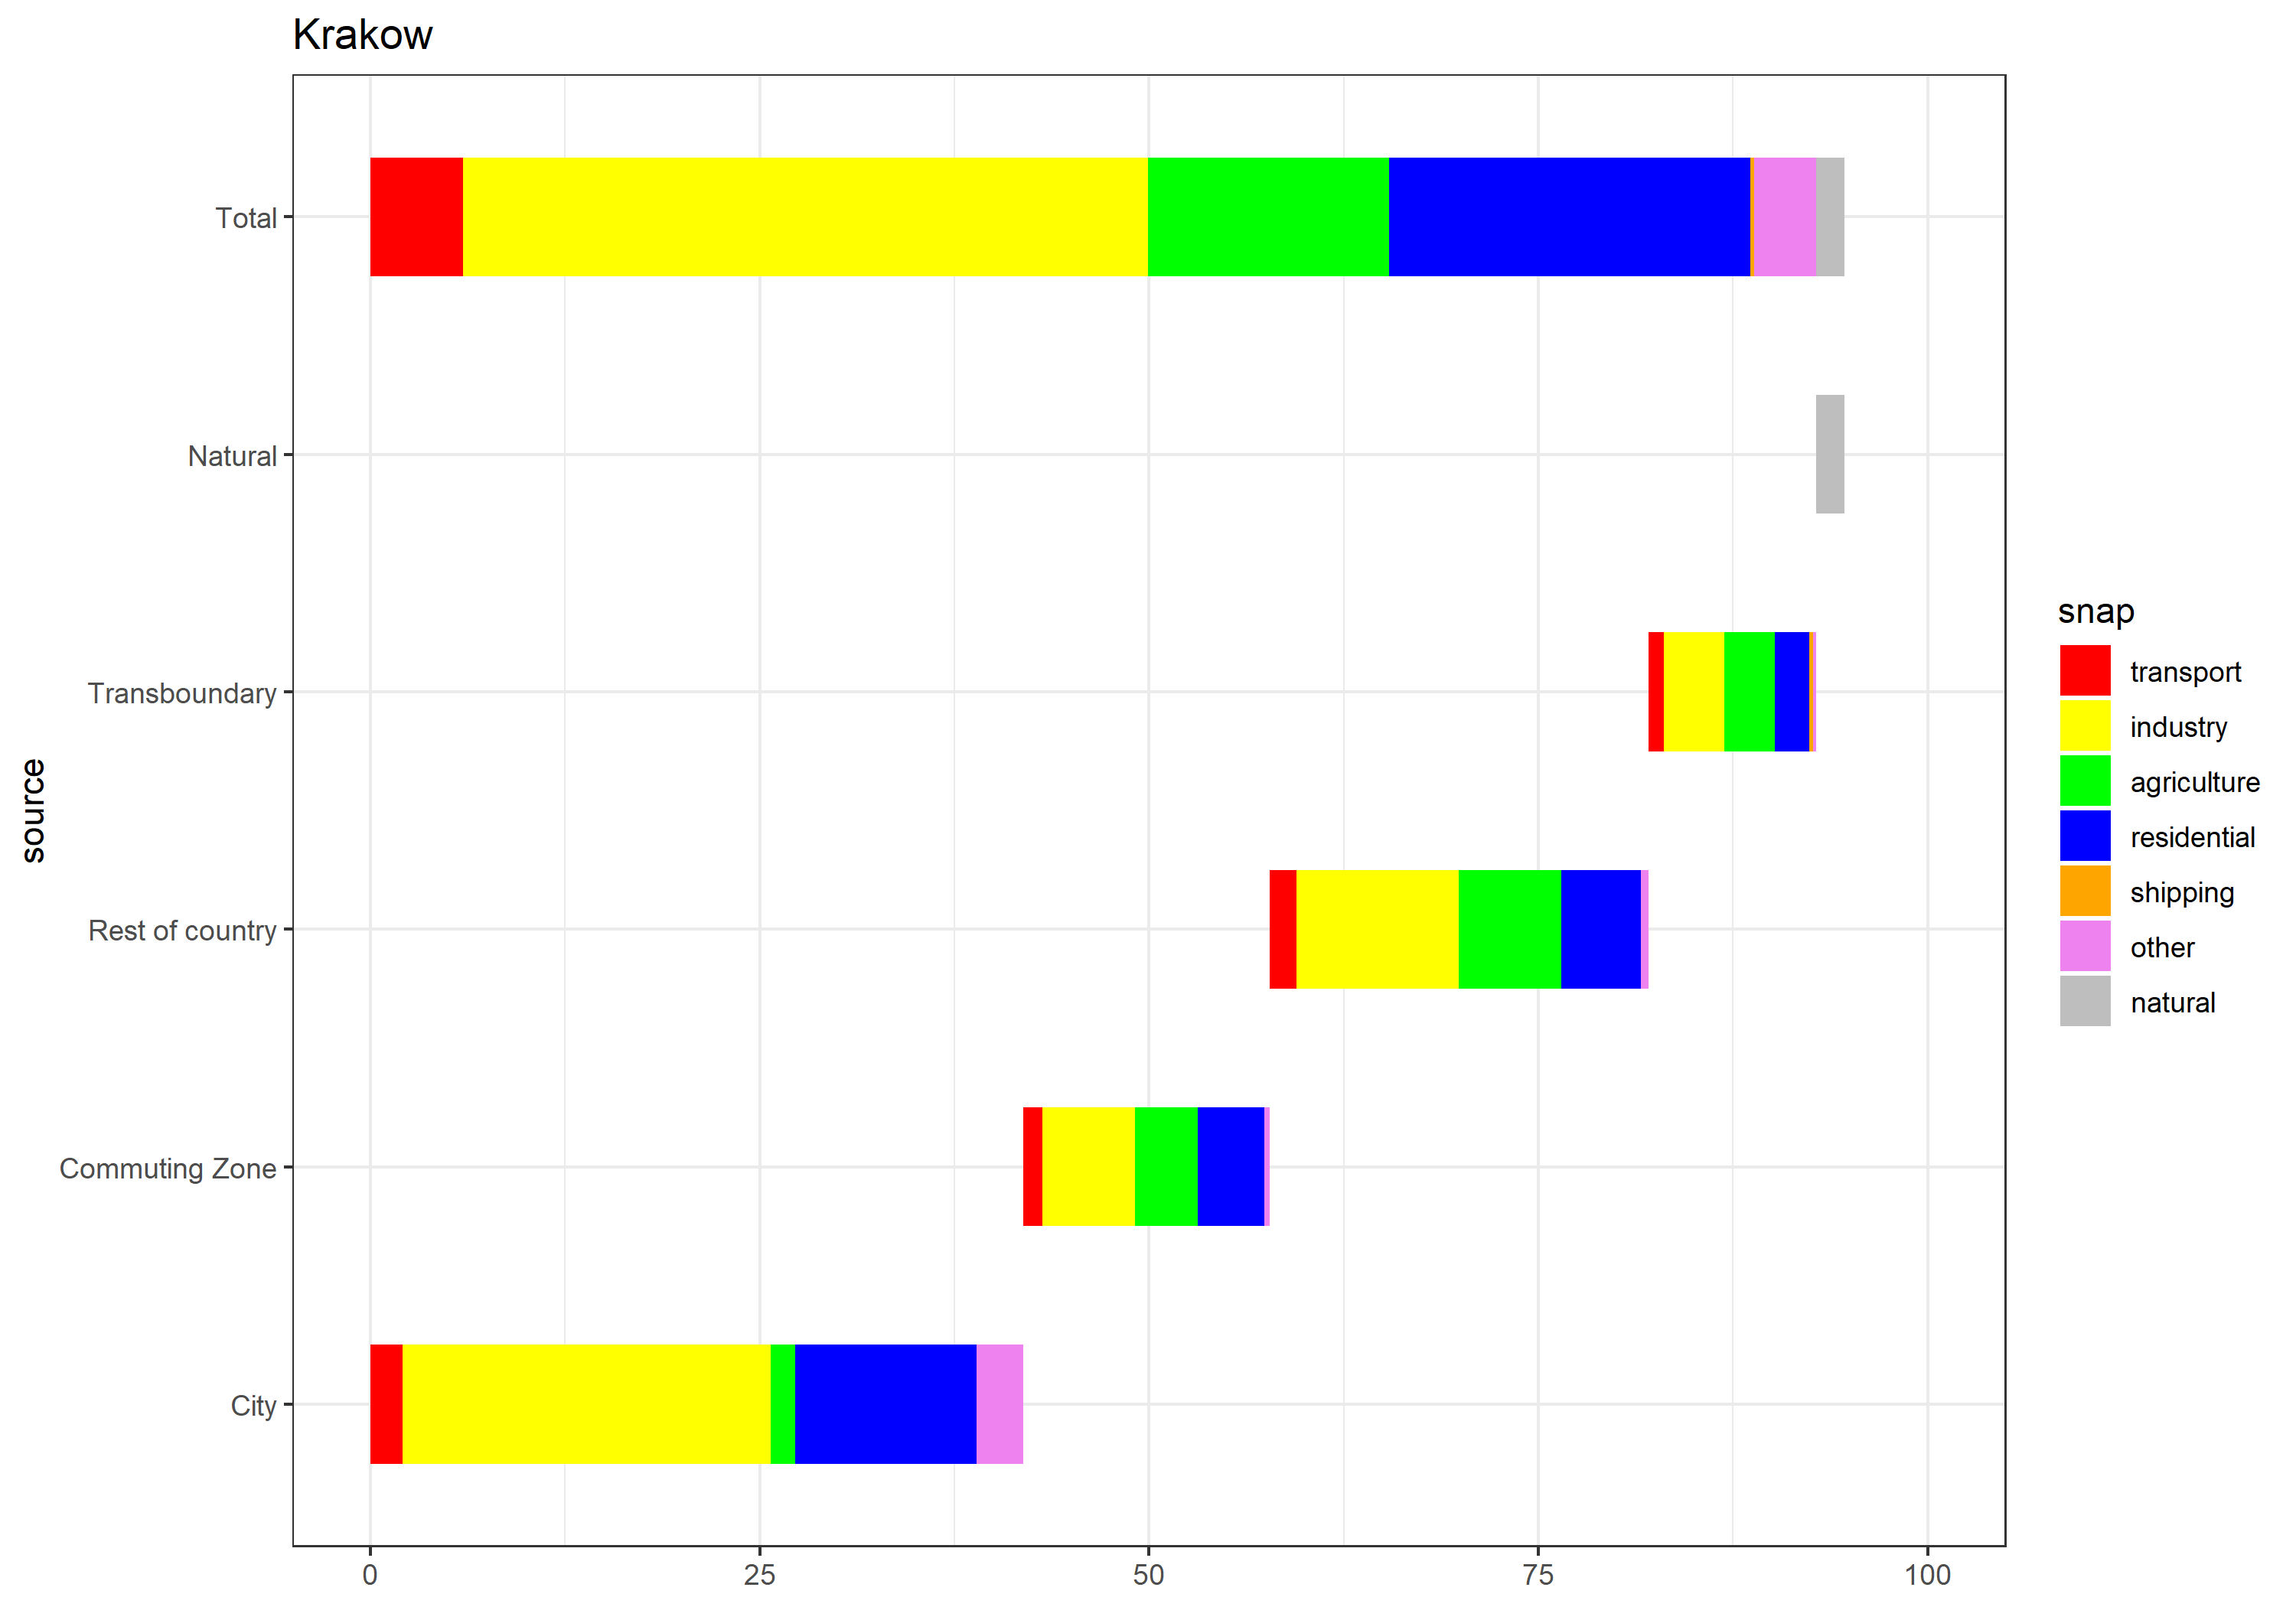 Krakow
Total
Natural
Transboundary
Rest of country
Commuting Zone
City
source
0 25 50 75 100
snap
transport
industry
agriculture
residential
shipping
other
natural